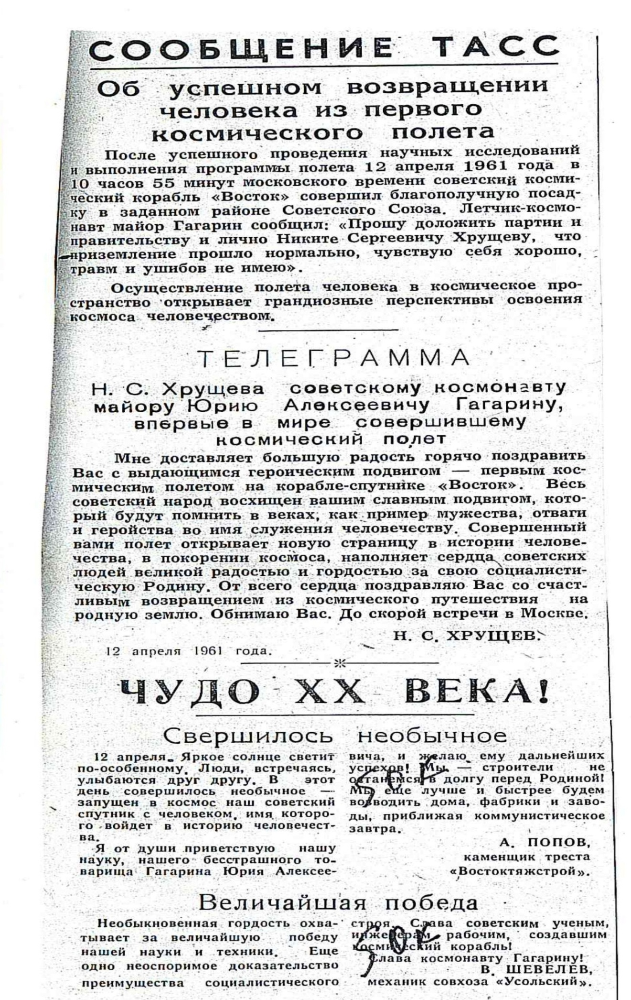 СООБЩЕНИЕ ТАСС
Об успешном возвращении
человека из первого
космического полета
После успешного проведения научных исследований
и выполнения программы полета 12 апреля 1961 года в
10 часов 55 минут московского времени советский косми-
ческий корабль «Восток» совершил благополучную посад-
ку в заданном районе Советского Союза. Летчик-космо-
навт майор Гагарин сообщил: «Прошу доложить партии и
правительству и лично Никите Сергеевичу Хрущеву, что
приземление прошло нормально, чувствую себя хорошо,
травм и ушибов не имею».
Осуществление полета человека в космическое про-
странство открывает грандиозные перспективы освоения
космоса человечеством.
ТЕЛЕГРАММА
Н. С. Хрущева советскому космонавту
майору Юрию Алексеевичу Гагарину,
впервые в мире совершившему
космический полет
Мне доставляет большую радость горячо поздравить
Вас с выдающимся героическим подвигом — первым кос-
мическим полетом на корабле-спутнике «Восток». Весь
советский народ восхищен вашим славным подвигом, кото-
рый будут помнить в веках, как пример мужества, отваги
и геройства во имя служения человечеству. Совершенный
вами полет открывает новую страницу в истории челове-
чества, в покорении космоса, наполняет сердца советских
людей великой радостью и гордостью за свою социалисти-
ческую Родину. От всего сердца поздравляю Вас со счаст-
ливым возвращением из космического путешествия на
родную землю. Обнимаю Вас. До скорой встречи в Москве.
Н. С. ХРУЩЕВ.
12 апреля 1961 года.
ЧУДО XX ВЕКА!
Свершилось необычное
12 апреля. Яркое солнце светит
по-особенному. Люди, встречаясь,
улыбаются друг другу. В этот
день совершилось необычное —
запущен в космос наш советский
спутник с человеком, имя которо-
го войдет в историю человечест-
ва.
Я от души приветствую нашу
науку, нашего бесстрашного то-
варища Гагарина Юрия Алексее-
вича, и желаю ему дальнейших
успехов! Мы — строители не
останемся в долгу перед Родиной!
Мы еще лучше и быстрее будем
возводить дома, фабрики и заво-
ды, приближая коммунистическое
завтра.
А. ПОПОВ,
каменщик треста
«Востоктяжстрой».
Величайшая победа
Необыкновенная гордость охва-
тывает за величайшую победу
нашей науки и техники. Еще
одно неоспоримое доказательство
преимущества социалистического
строя. Слава советским ученым,
инженерам, рабочим, создавшим
космический корабль!
Слава космонавту Гагарину!
В. ШЕВЕЛЕВ,
механик совхоза «Усольский».